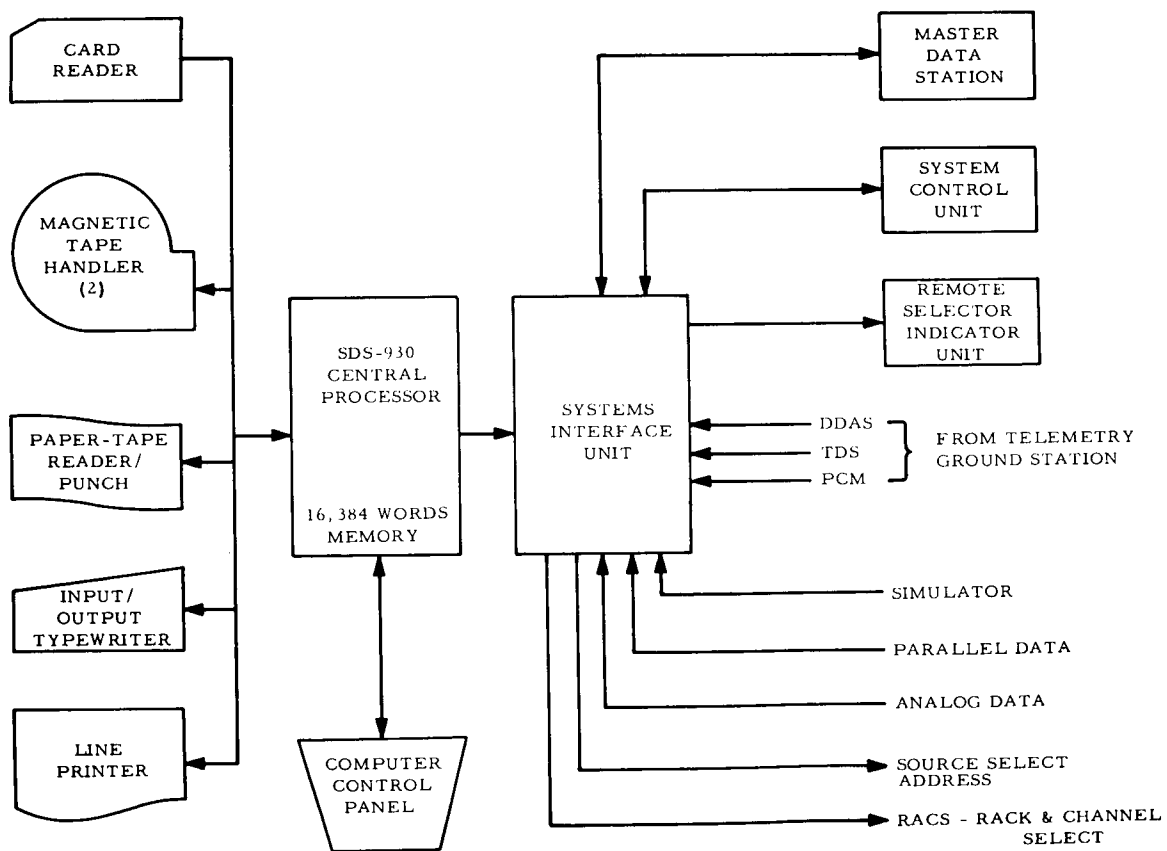 CARD
READER
MAGNETIC
TAPE
HANDLER
(2)
PAPER-TAPE
READER/
PUNCH
INPUT/
OUTPUT
TYPEWRITER
LINE
PRINTER
SDS-930
CENTRAL
PROCESSOR
16,384 WORDS
MEMORY
COMPUTER
CONTROL
PANEL
SYSTEMS
INTERFACE
UNIT
MASTER
DATA
STATION
SYSTEM
CONTROL
UNIT
REMOTE
SELECTOR
INDICATOR
UNIT
DDAS
TDS
PCM
FROM TELEMETRY
GROUND STATION
SIMULATOR
PARALLEL DATA
ANALOG DATA
SOURCE SELECT
ADDRESS
RACS - RACK & CHANNEL
SELECT